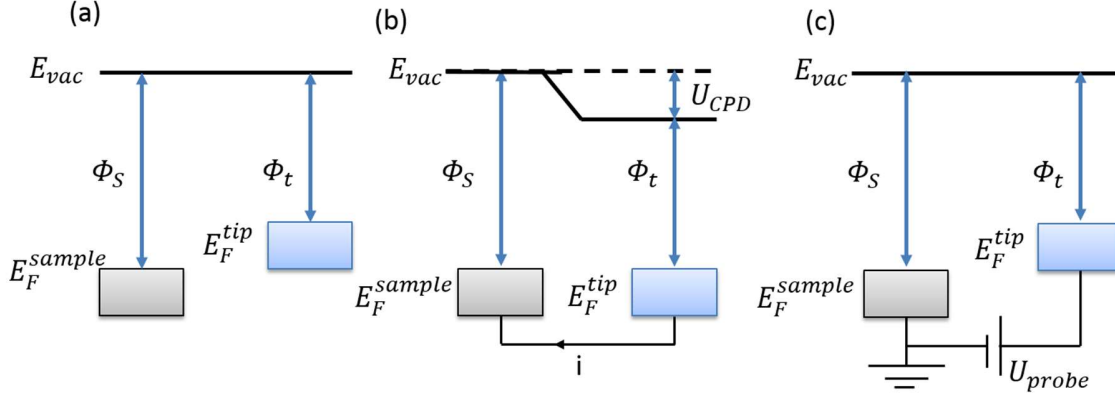 (a)
E_vac
Φ_S
Φ_t
E_F^tip
E_F^sample
(b)
E_vac
U_CPD
Φ_S
Φ_t
E_F^sample
E_F^tip
i
(c)
E_vac
Φ_S
Φ_t
E_F^tip
E_F^sample
U_probe